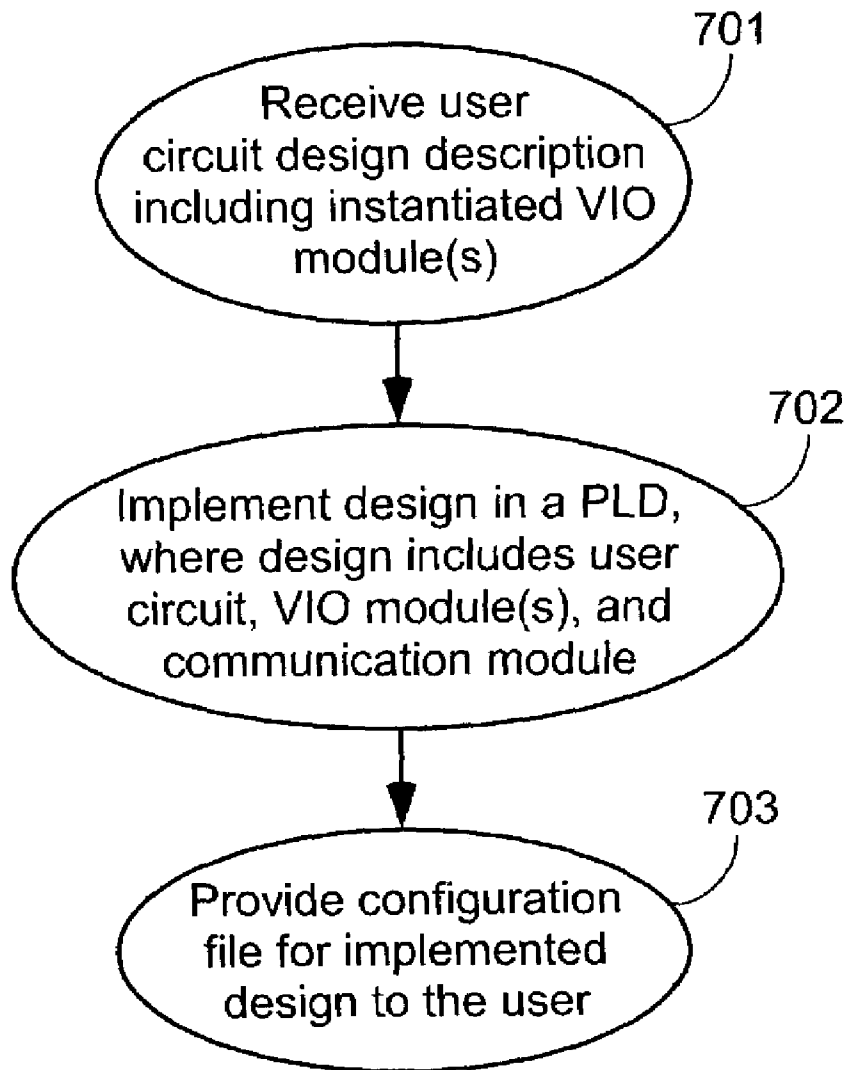 701
Receive user
circuit design description
including instantiated VIO
module(s)
702
Implement design in a PLD,
where design includes user
circuit, VIO module(s), and
communication module
703
Provide configuration
file for implemented
design to the user